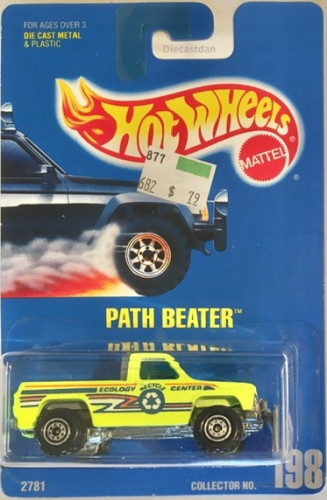 FOR AGES OVER 3.
DIE CAST METAL
& PLASTIC
Diecastdan
Hot Wheels
MATTEL
877
682 $ .79
PATH BEATER™
ECOLOGY RECYCLE CENTER
2781
COLLECTOR NO. 198